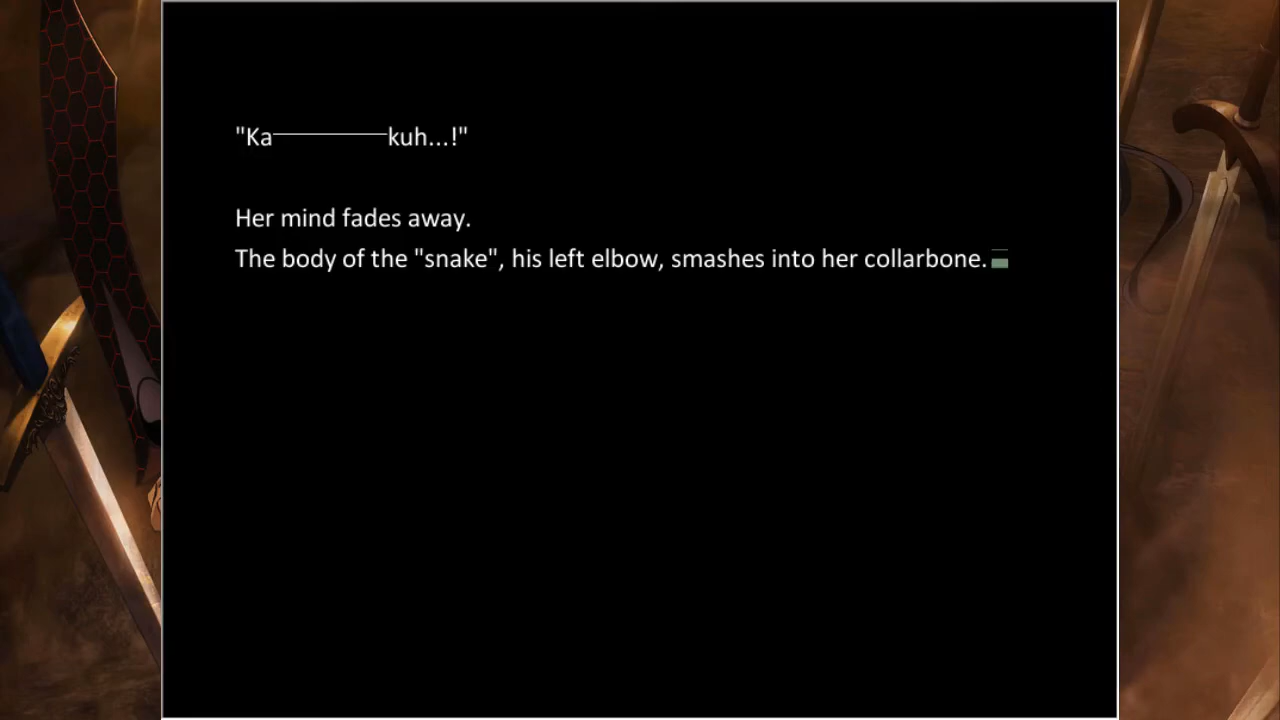 "Ka————kuh...!"
Her mind fades away.
The body of the "snake", his left elbow, smashes into her collarbone.